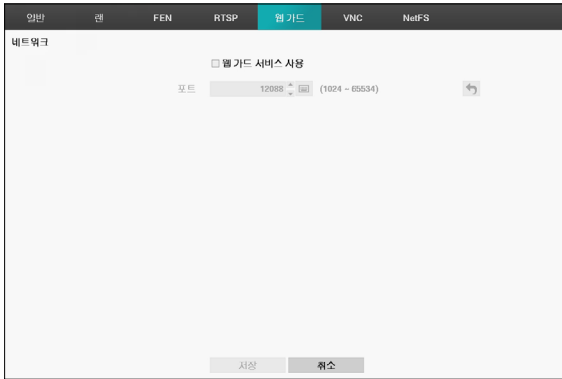 일반 랜 FEN RTSP 웹가드 VNC NetFS
네트워크
웹가드 서비스 사용
포트 12088 (1024 ~ 65534)
저장 취소